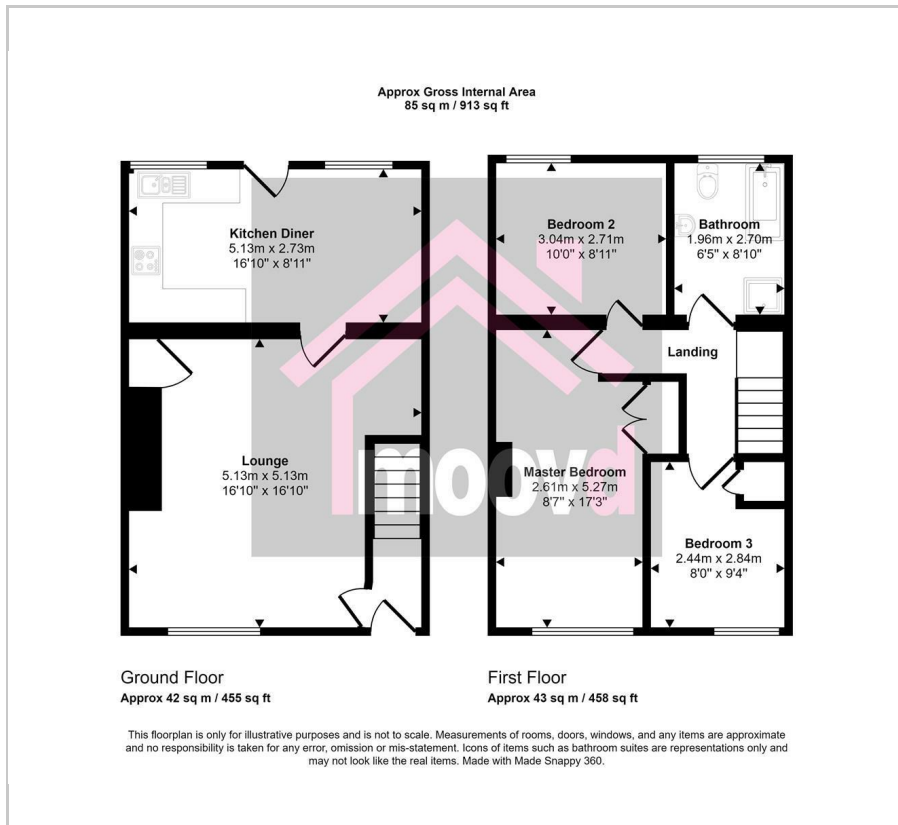 Approx Gross Internal Area
85 sq m / 913 sq ft
Kitchen Diner
5.13m x 2.73m
16'10" x 8'11"
Lounge
5.13m x 5.13m
16'10" x 16'10"
Bedroom 2
3.04m x 2.71m
10'0" x 8'11"
Bathroom
1.96m x 2.70m
6'5" x 8'10"
Landing
Master Bedroom
2.61m x 5.27m
8'7" x 17'3"
Bedroom 3
2.44m x 2.84m
8'0" x 9'4"
moovd
Ground Floor
Approx 42 sq m / 455 sq ft
First Floor
Approx 43 sq m / 458 sq ft
This floorplan is only for illustrative purposes and is not to scale. Measurements of rooms, doors, windows, and any items are approximate
and no responsibility is taken for any error, omission or mis-statement. Icons of items such as bathroom suites are representations only and
may not look like the real items. Made with Made Snappy 360.